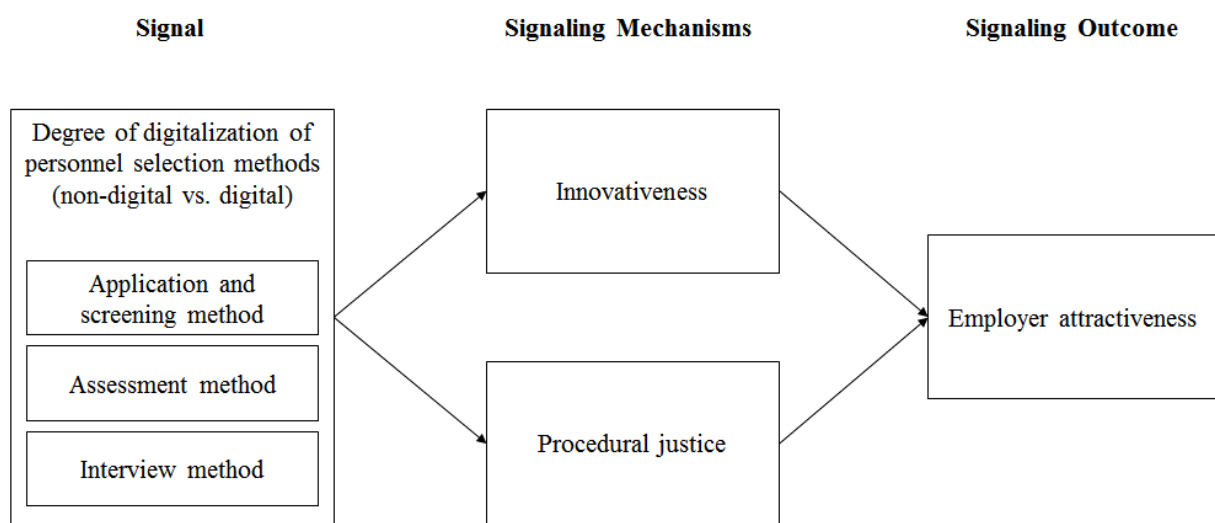 Signal
Signaling Mechanisms
Signaling Outcome
Degree of digitalization of
personnel selection methods
(non-digital vs. digital)
Application and
screening method
Assessment method
Interview method
Innovativeness
Procedural justice
Employer attractiveness